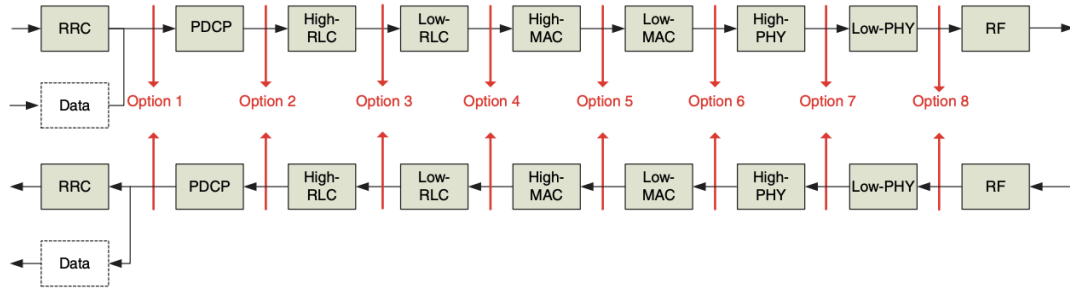 RRC
PDCP
High-
RLC
Low-
RLC
High-
MAC
Low-
MAC
High-
PHY
Low-PHY
RF
Data
Option 1
Option 2
Option 3
Option 4
Option 5
Option 6
Option 7
Option 8
RRC
PDCP
High-
RLC
Low-
RLC
High-
MAC
Low-
MAC
High-
PHY
Low-PHY
RF
Data